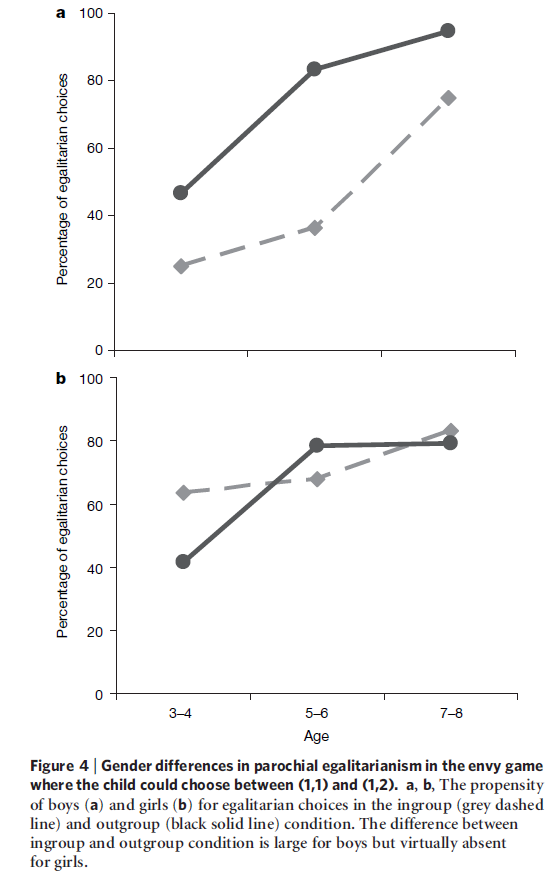 a
100
80
60
40
20
0
Percentage of egalitarian choices
b
100
80
60
40
20
0
Percentage of egalitarian choices
3–4
5–6
7–8
Age
Figure 4 | Gender differences in parochial egalitarianism in the envy game
where the child could choose between (1,1) and (1,2). a, b, The propensity
of boys (a) and girls (b) for egalitarian choices in the ingroup (grey dashed
line) and outgroup (black solid line) condition. The difference between
ingroup and outgroup condition is large for boys but virtually absent
for girls.